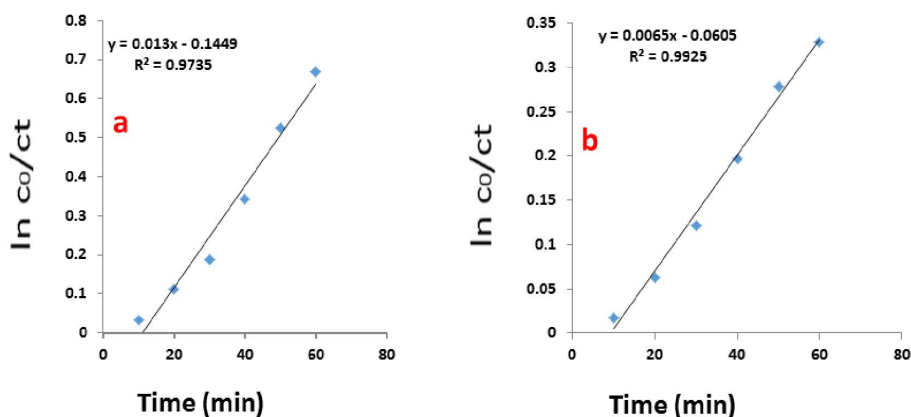 y = 0.013x - 0.1449
R² = 0.9735
a
ln c₀/ct
0.8
0.7
0.6
0.5
0.4
0.3
0.2
0.1
0
0 20 40 60 80
Time (min)
y = 0.0065x - 0.0605
R² = 0.9925
b
ln c₀/ct
0.35
0.3
0.25
0.2
0.15
0.1
0.05
0
0 20 40 60 80
Time (min)